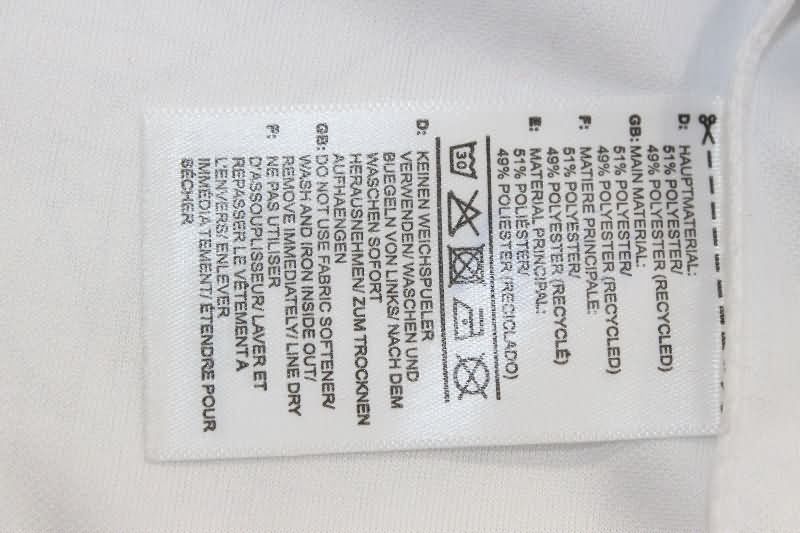 D: HAUPTMATERIAL:
51% POLYESTER/
49% POLYESTER (RECYCLED)
GB: MAIN MATERIAL:
51% POLYESTER/
49% POLYESTER (RECYCLED)
F: MATIERE PRINCIPALE:
51% POLYESTER/
49% POLYESTER (RECYCLÉ)
E: MATERIAL PRINCIPAL:
51% POLIÉSTER/
49% POLIESTER (RECICLADO)
30
D: KEINEN WEICHSPUELER
VERWENDEN/ WASCHEN UND
BUEGELN VON LINKS/ NACH DEM
WASCHEN SOFORT
HERAUSNEHMEN/ ZUM TROCKNEN
AUFHAENGEN
GB: DO NOT USE FABRIC SOFTENER/
WASH AND IRON INSIDE OUT/
REMOVE IMMEDIATELY/ LINE DRY
F: NE PAS UTILISER
D'ASSOUPLISSEUR/ LAVER ET
REPASSER LE VÊTEMENT A
L'ENVERS/ ENLEVER
IMMÉDIATEMENT/ ÉTENDRE POUR
SÉCHER